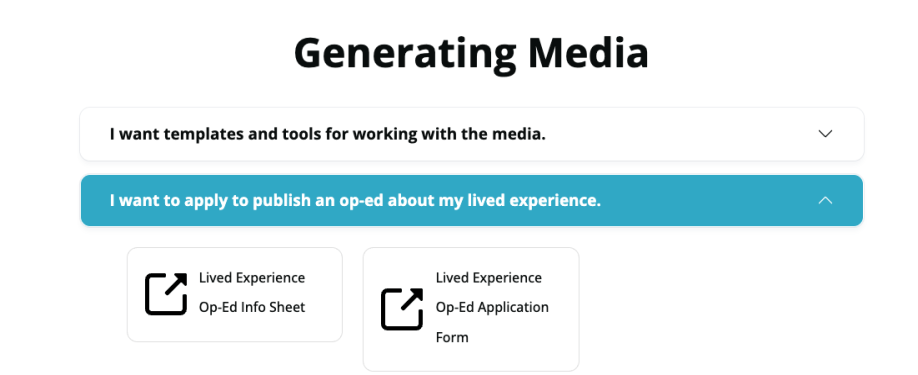 Generating Media
I want templates and tools for working with the media.
I want to apply to publish an op-ed about my lived experience.
Lived Experience
Op-Ed Info Sheet
Lived Experience
Op-Ed Application
Form